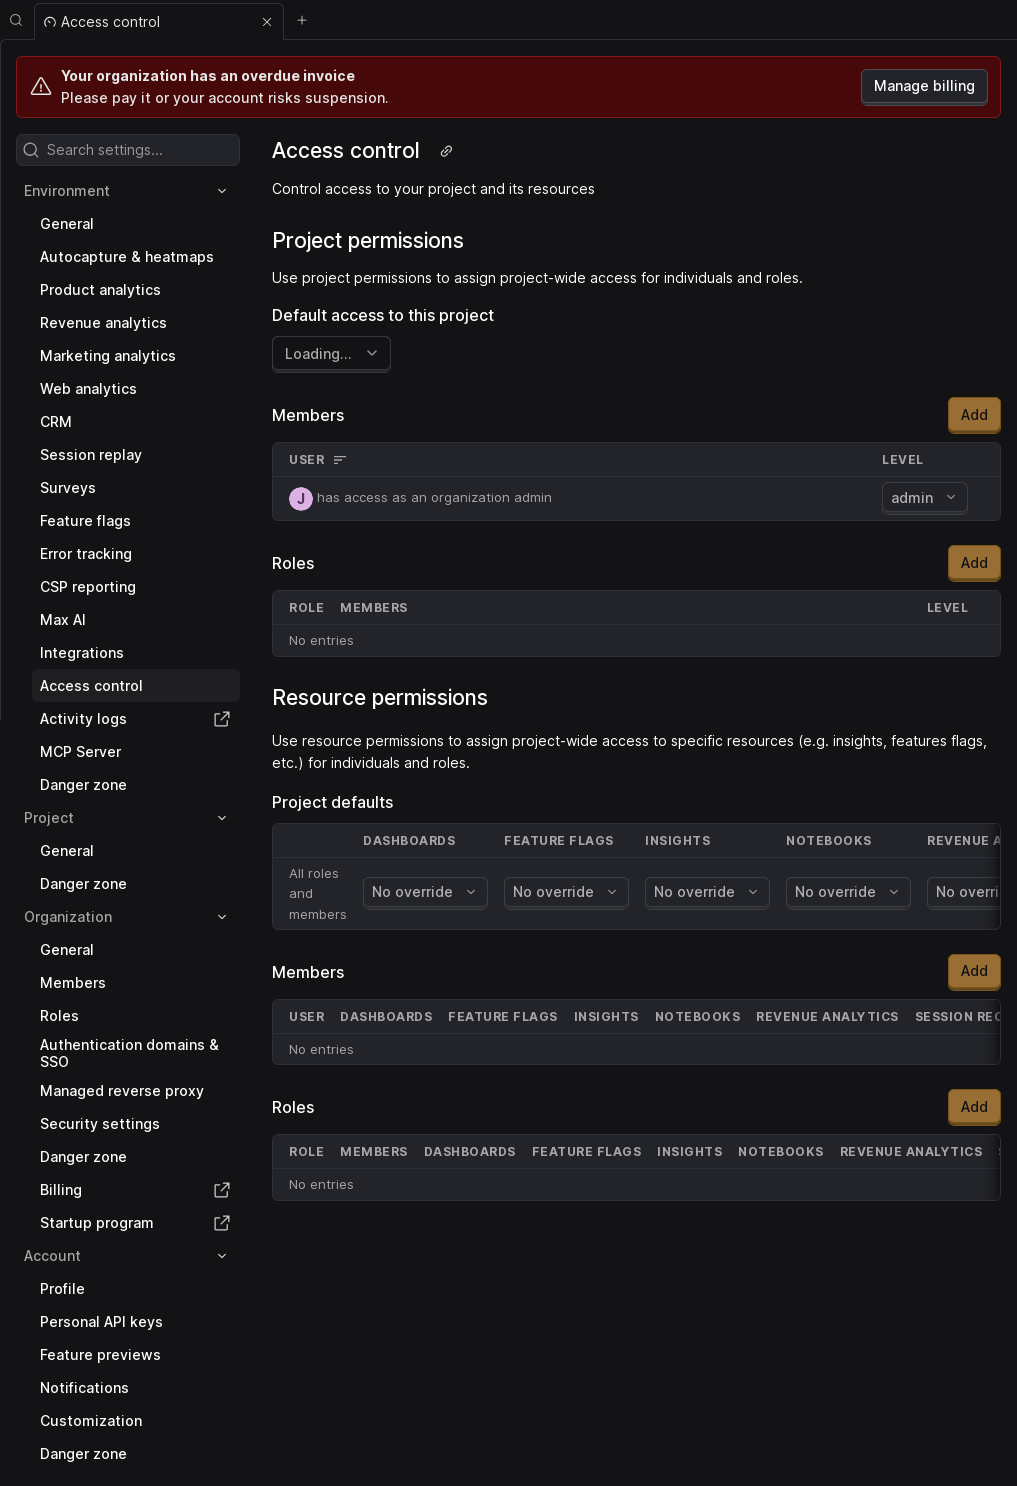 Access control
Your organization has an overdue invoice
Please pay it or your account risks suspension.
Manage billing
Search settings...
Environment
General
Autocapture & heatmaps
Product analytics
Revenue analytics
Marketing analytics
Web analytics
CRM
Session replay
Surveys
Feature flags
Error tracking
CSP reporting
Max AI
Integrations
Access control
Activity logs
MCP Server
Danger zone
Project
General
Danger zone
Organization
General
Members
Roles
Authentication domains &
SSO
Managed reverse proxy
Security settings
Danger zone
Billing
Startup program
Account
Profile
Personal API keys
Feature previews
Notifications
Customization
Danger zone
Access control
Control access to your project and its resources
Project permissions
Use project permissions to assign project-wide access for individuals and roles.
Default access to this project
Loading...
Members
Add
USER LEVEL
J has access as an organization admin admin
Roles
Add
ROLE MEMBERS LEVEL
No entries
Resource permissions
Use resource permissions to assign project-wide access to specific resources (e.g. insights, features flags,
etc.) for individuals and roles.
Project defaults
DASHBOARDS FEATURE FLAGS INSIGHTS NOTEBOOKS REVENUE A
All roles
and
members
No override No override No override No override No overri
Members
Add
USER DASHBOARDS FEATURE FLAGS INSIGHTS NOTEBOOKS REVENUE ANALYTICS SESSION REC
No entries
Roles
Add
ROLE MEMBERS DASHBOARDS FEATURE FLAGS INSIGHTS NOTEBOOKS REVENUE ANALYTICS
No entries